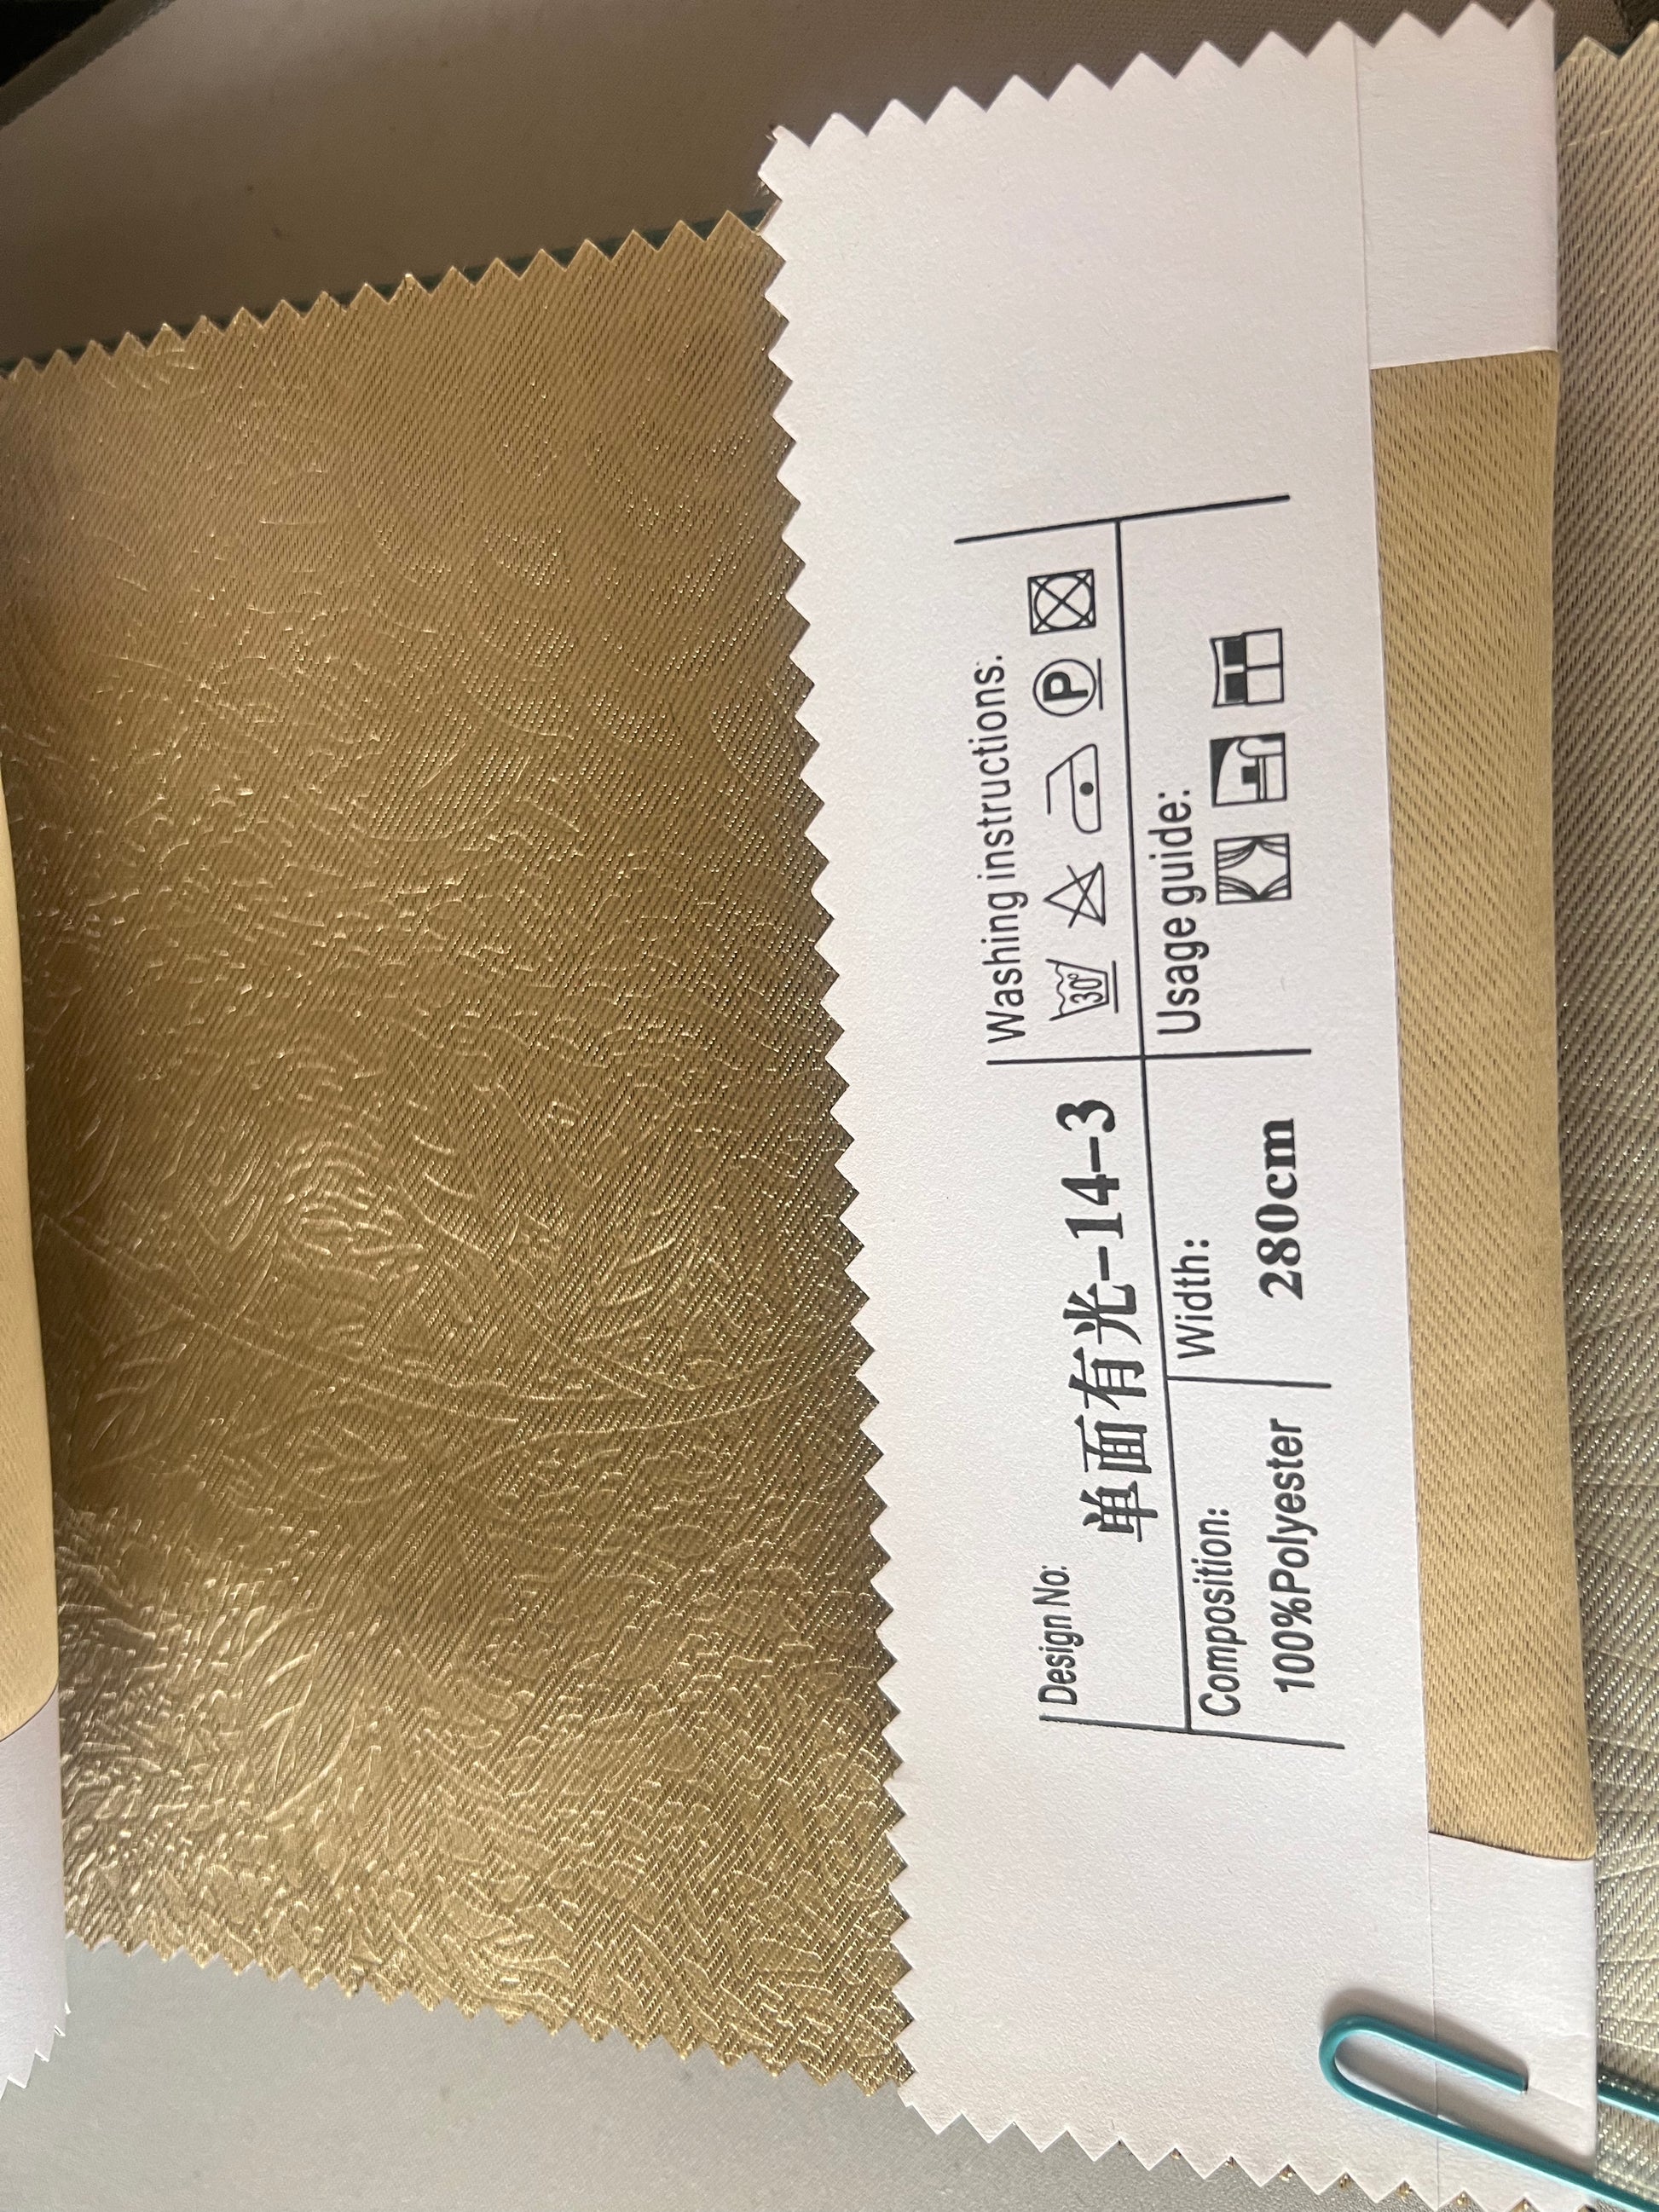 Design No:
单面有光-14-3
Washing instructions:
30°
P
Composition:
100%Polyester
Width:
280cm
Usage guide: